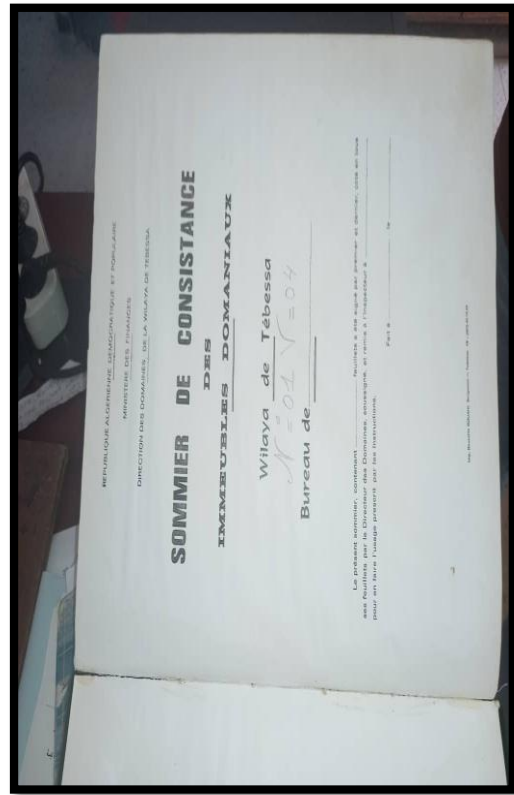 REPUBLIQUE ALGERIENNE DEMOCRATIQUE ET POPULAIRE
MINISTERE DES FINANCES
DIRECTION DES DOMAINES DE LA WILAYA DE TEBESSA
SOMMIER DE CONSISTANCE
DES
IMMEUBLES DOMANIAUX
Wilaya de Tébessa
N° = 01 V = 04
Bureau de
Le présent sommier, contenant feuillets a été signé par premier et dernier, coté en tous
ses feuillets par le Directeur des Domaines, soussigné, et remis à l'Inspecteur à
pour en faire l'usage prescrit par les instructions.
Fait à le